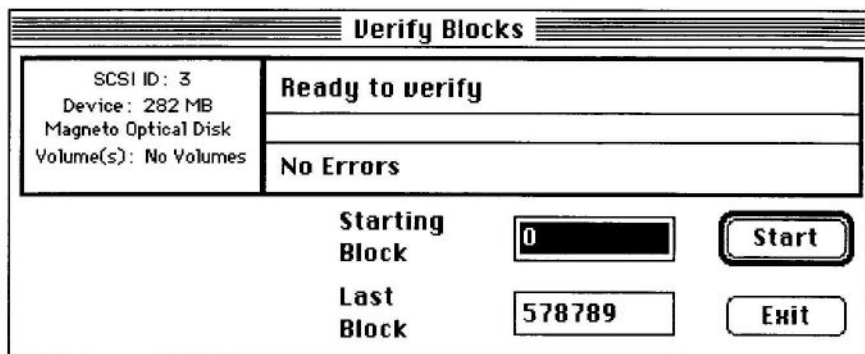 Verify Blocks
SCSI ID: 3
Device: 282 MB
Magneto Optical Disk
Volume(s): No Volumes
Ready to verify
No Errors
Starting
Block
0
Start
Last
Block
578789
Exit